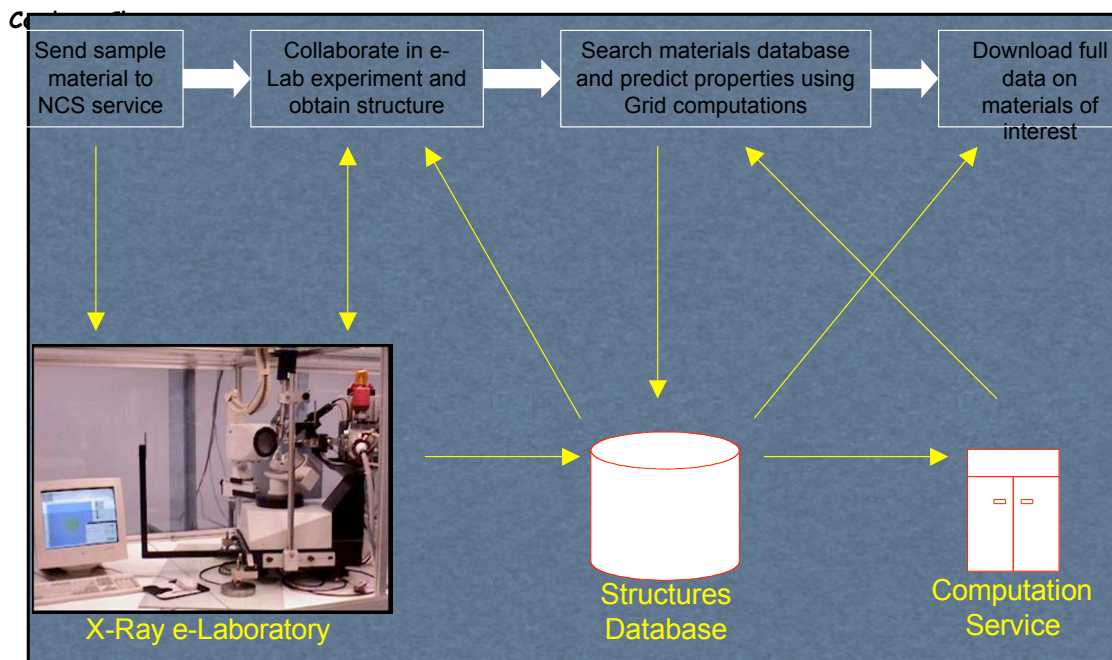 Send sample
material to
NCS service
Collaborate in e-
Lab experiment and
obtain structure
Search materials database
and predict properties using
Grid computations
Download full
data on
materials of
interest
X-Ray e-Laboratory
Structures
Database
Computation
Service